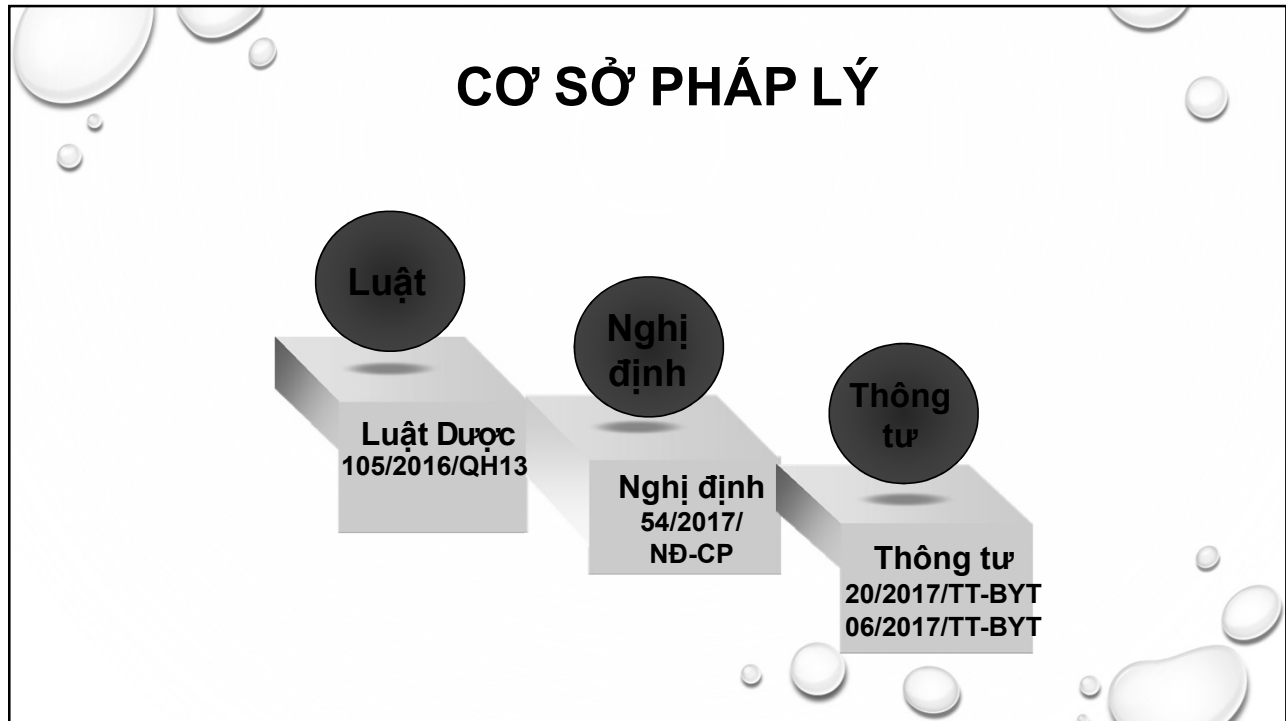 CƠ SỞ PHÁP LÝ
Luật
Luật Dược
105/2016/QH13
Nghị
định
Nghị định
54/2017/
NĐ-CP
Thông
tư
Thông tư
20/2017/TT-BYT
06/2017/TT-BYT